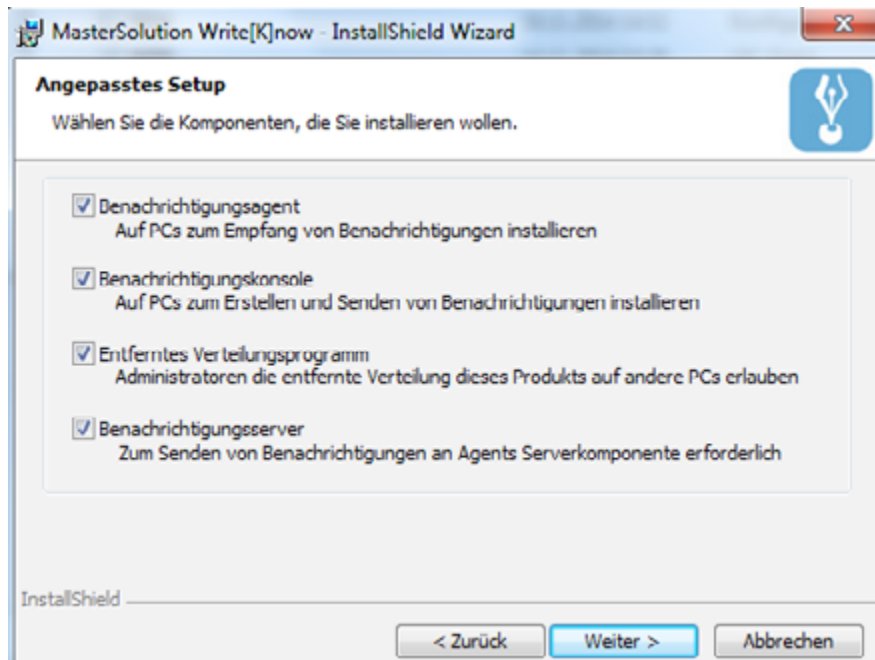 MasterSolution Write[K]now - InstallShield Wizard
Angepasstes Setup
Wählen Sie die Komponenten, die Sie installieren wollen.
Benachrichtigungsagent
Auf PCs zum Empfang von Benachrichtigungen installieren
Benachrichtigungskonsole
Auf PCs zum Erstellen und Senden von Benachrichtigungen installieren
Entferntes Verteilungsprogramm
Administratoren die entfernte Verteilung dieses Produkts auf andere PCs erlauben
Benachrichtigungsserver
Zum Senden von Benachrichtigungen an Agents Serverkomponente erforderlich
InstallShield
< Zurück Weiter > Abbrechen